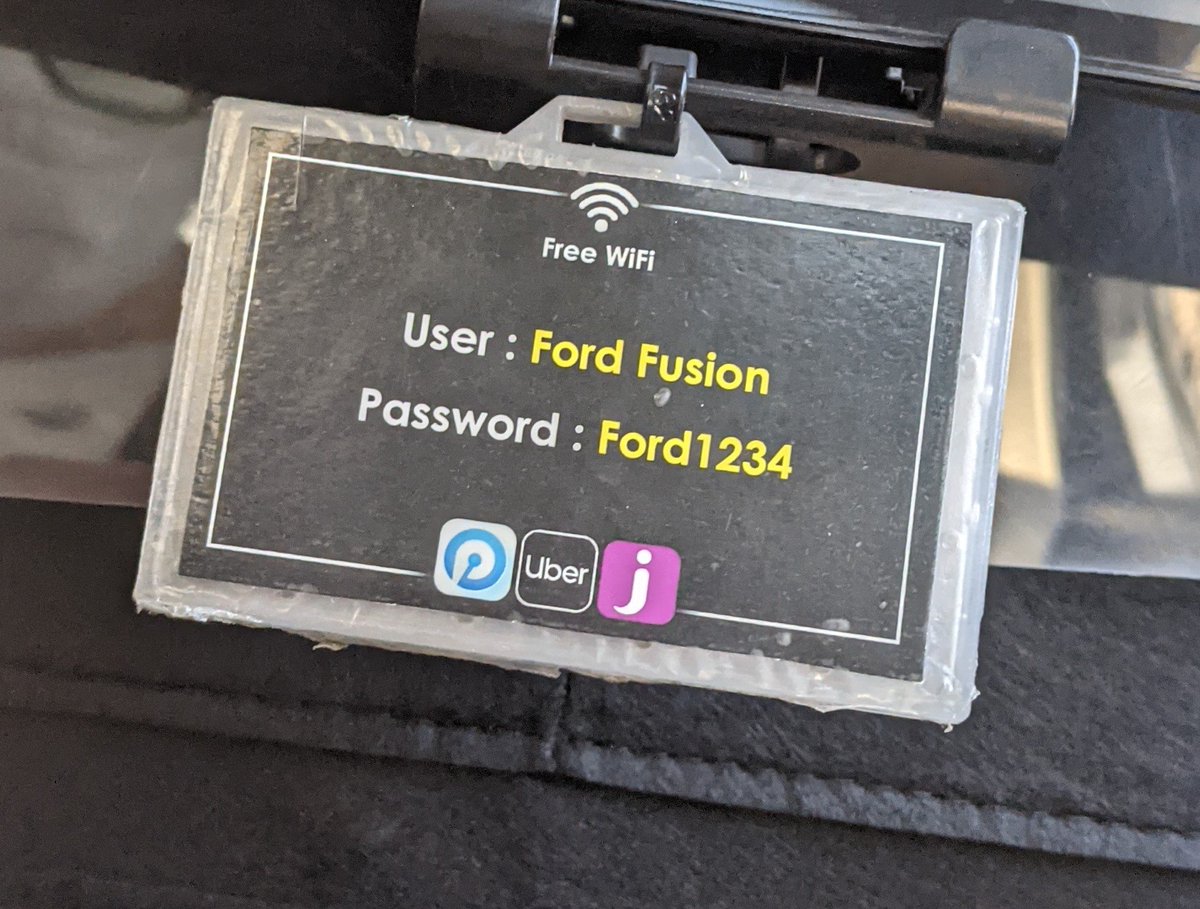 Free WiFi
User : Ford Fusion
Password : Ford1234
Uber
j